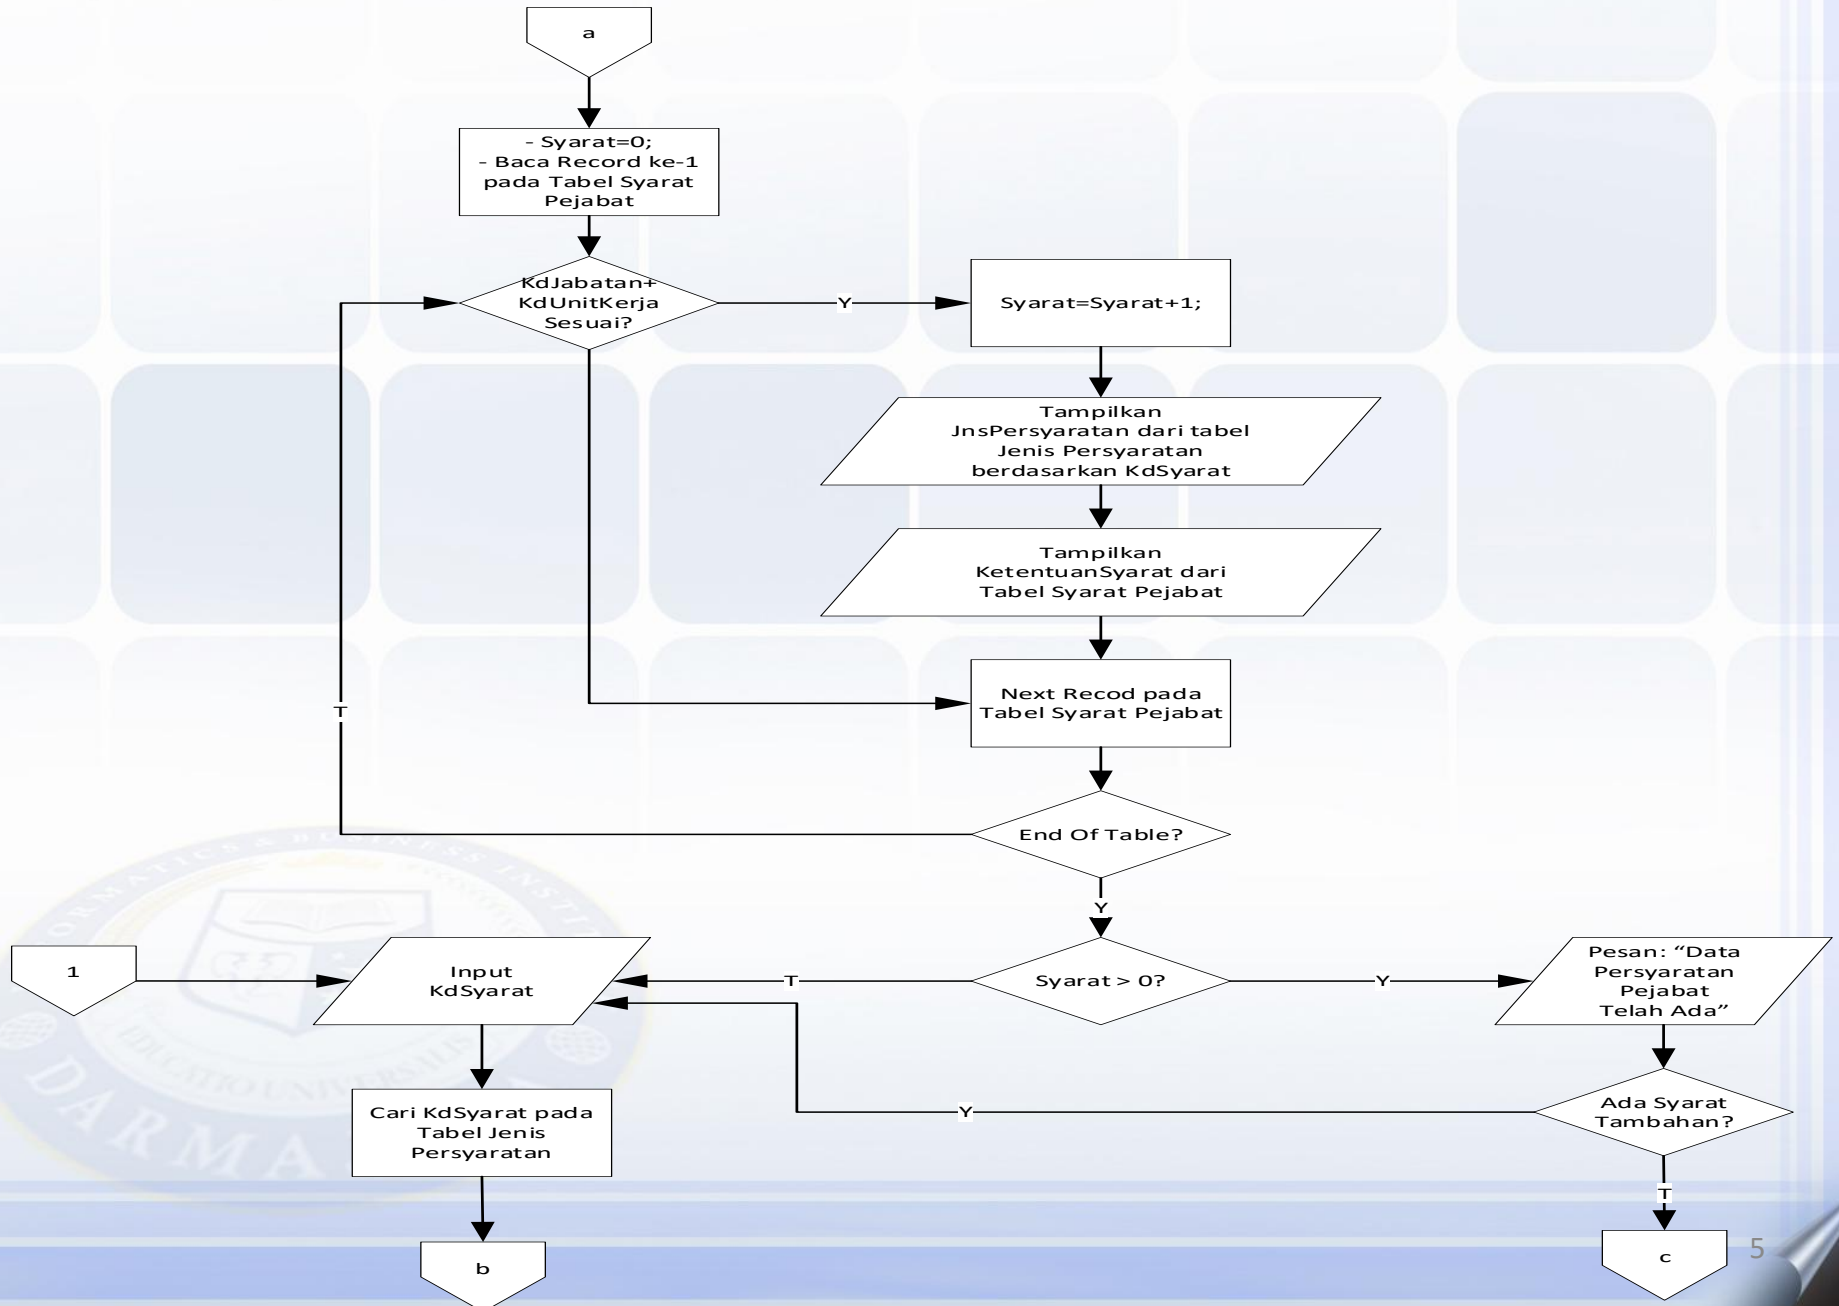 a
- Syarat=0;
- Baca Record ke-1
pada Tabel Syarat
Pejabat
KdJabatan+
KdUnitKerja
Sesuai?
Y
Syarat=Syarat+1;
Tampilkan
JnsPersyaratan dari tabel
Jenis Persyaratan
berdasarkan KdSyarat
Tampilkan
KetentuanSyarat dari
Tabel Syarat Pejabat
Next Recod pada
Tabel Syarat Pejabat
T
End Of Table?
Y
1
Input
KdSyarat
T
Syarat > 0?
Y
Pesan: “Data
Persyaratan
Pejabat
Telah Ada”
Cari KdSyarat pada
Tabel Jenis
Persyaratan
Y
Ada Syarat
Tambahan?
T
b
c
5
EDUCATIO UNIVERSALIS